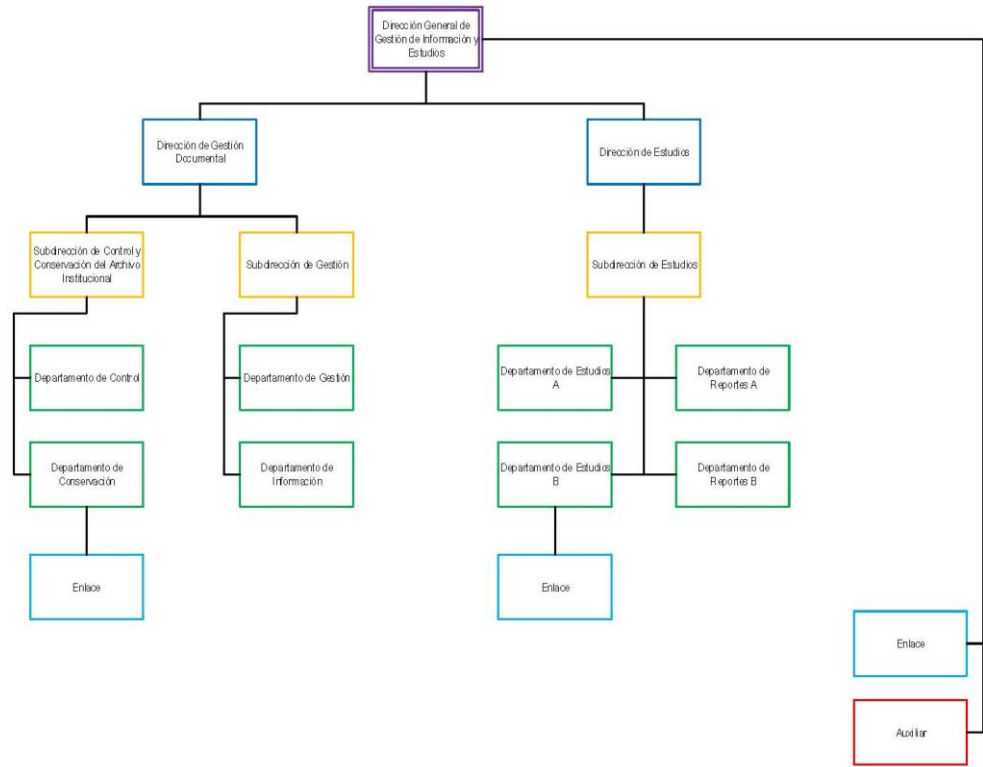 Dirección General de
Gestión de Información y
Estudios
Dirección de Gestión
Documental
Dirección de Estudios
Subdirección de Control y
Conservación del Archivo
Institucional
Subdirección de Gestión
Subdirección de Estudios
Departamento de Control
Departamento de Gestión
Departamento de Estudios
A
Departamento de
Reportes A
Departamento de
Conservación
Departamento de
Información
Departamento de Estudios
B
Departamento de
Reportes B
Enlace
Enlace
Enlace
Auxiliar